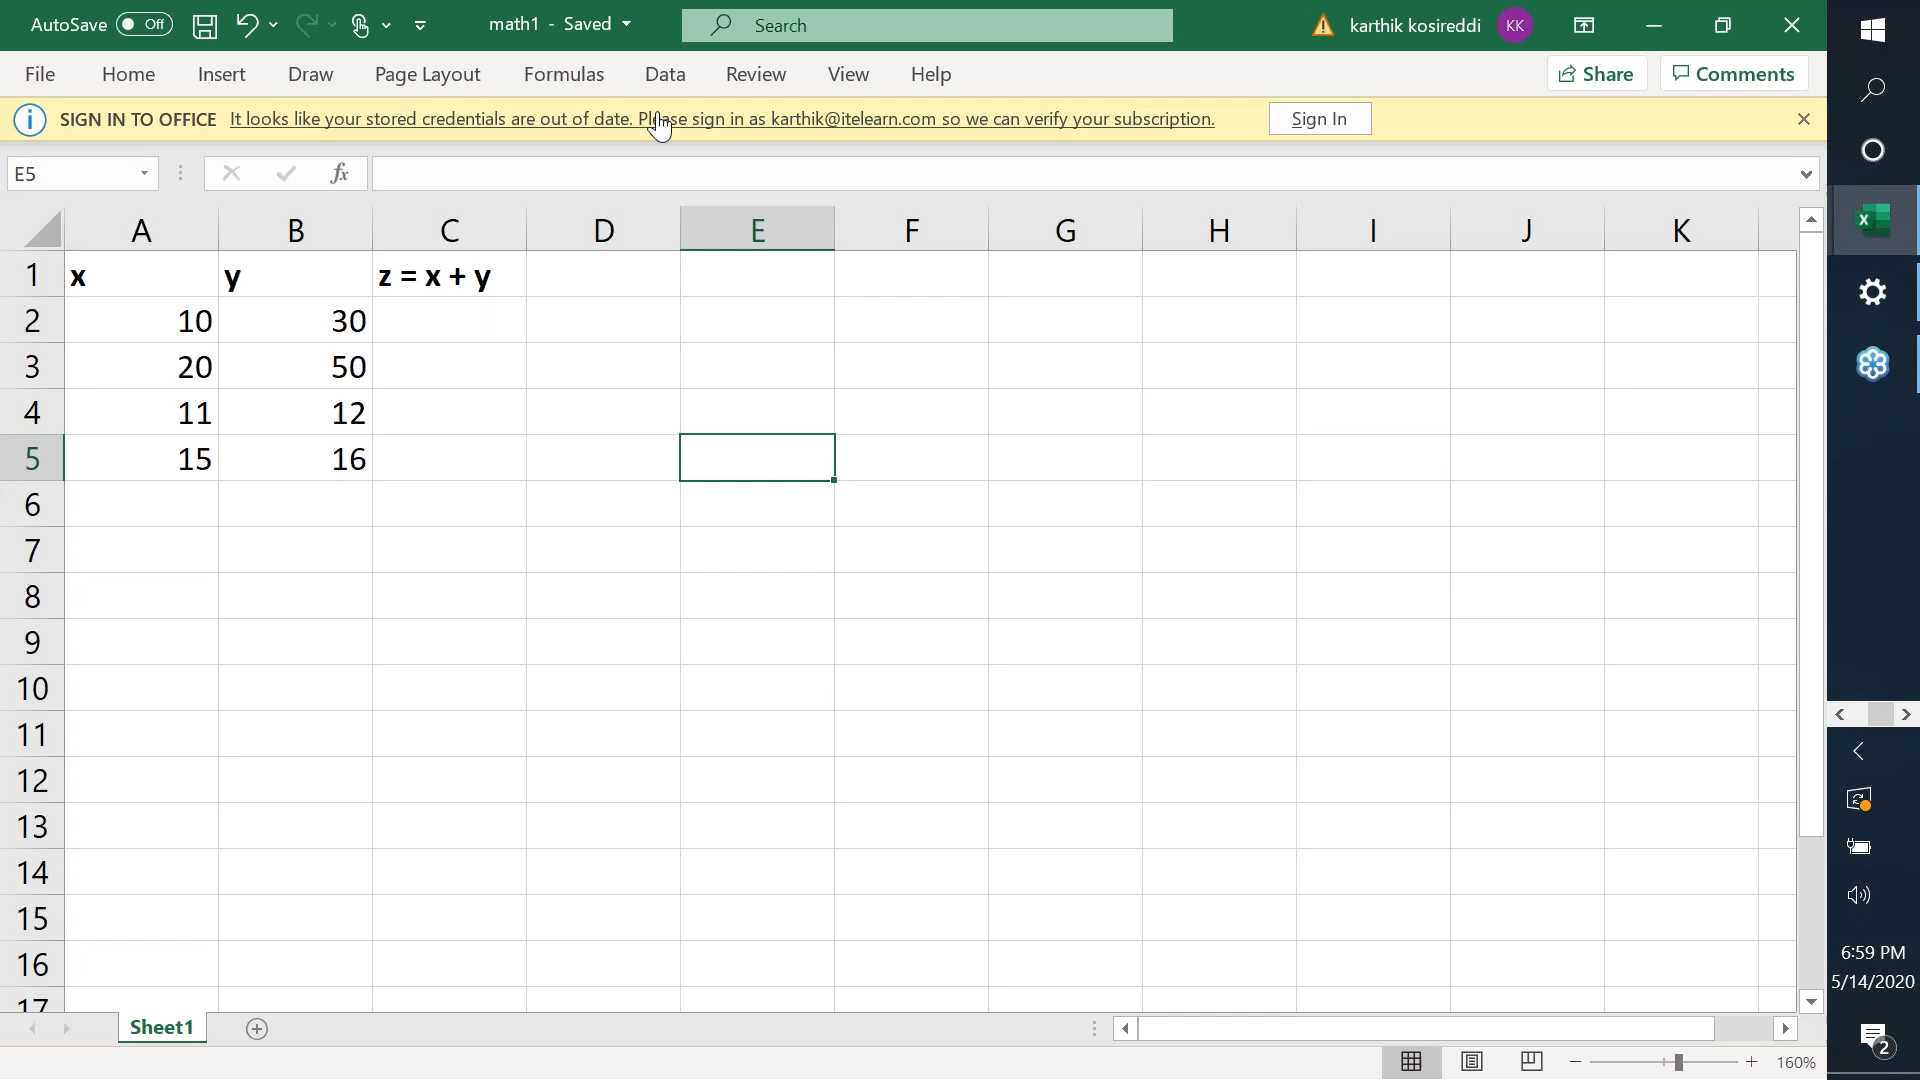 AutoSave Off math1 - Saved Search karthik kosireddi KK
File Home Insert Draw Page Layout Formulas Data Review View Help Share Comments
SIGN IN TO OFFICE It looks like your stored credentials are out of date. Please sign in as karthik@itelearn.com so we can verify your subscription. Sign In
E5 fx
A B C D E F G H I J K
1 x y z = x + y
2 10 30
3 20 50
4 11 12
5 15 16
6
7
8
9
10
11
12
13
14
15
16
17
Sheet1
160%
6:59 PM
5/14/2020
2